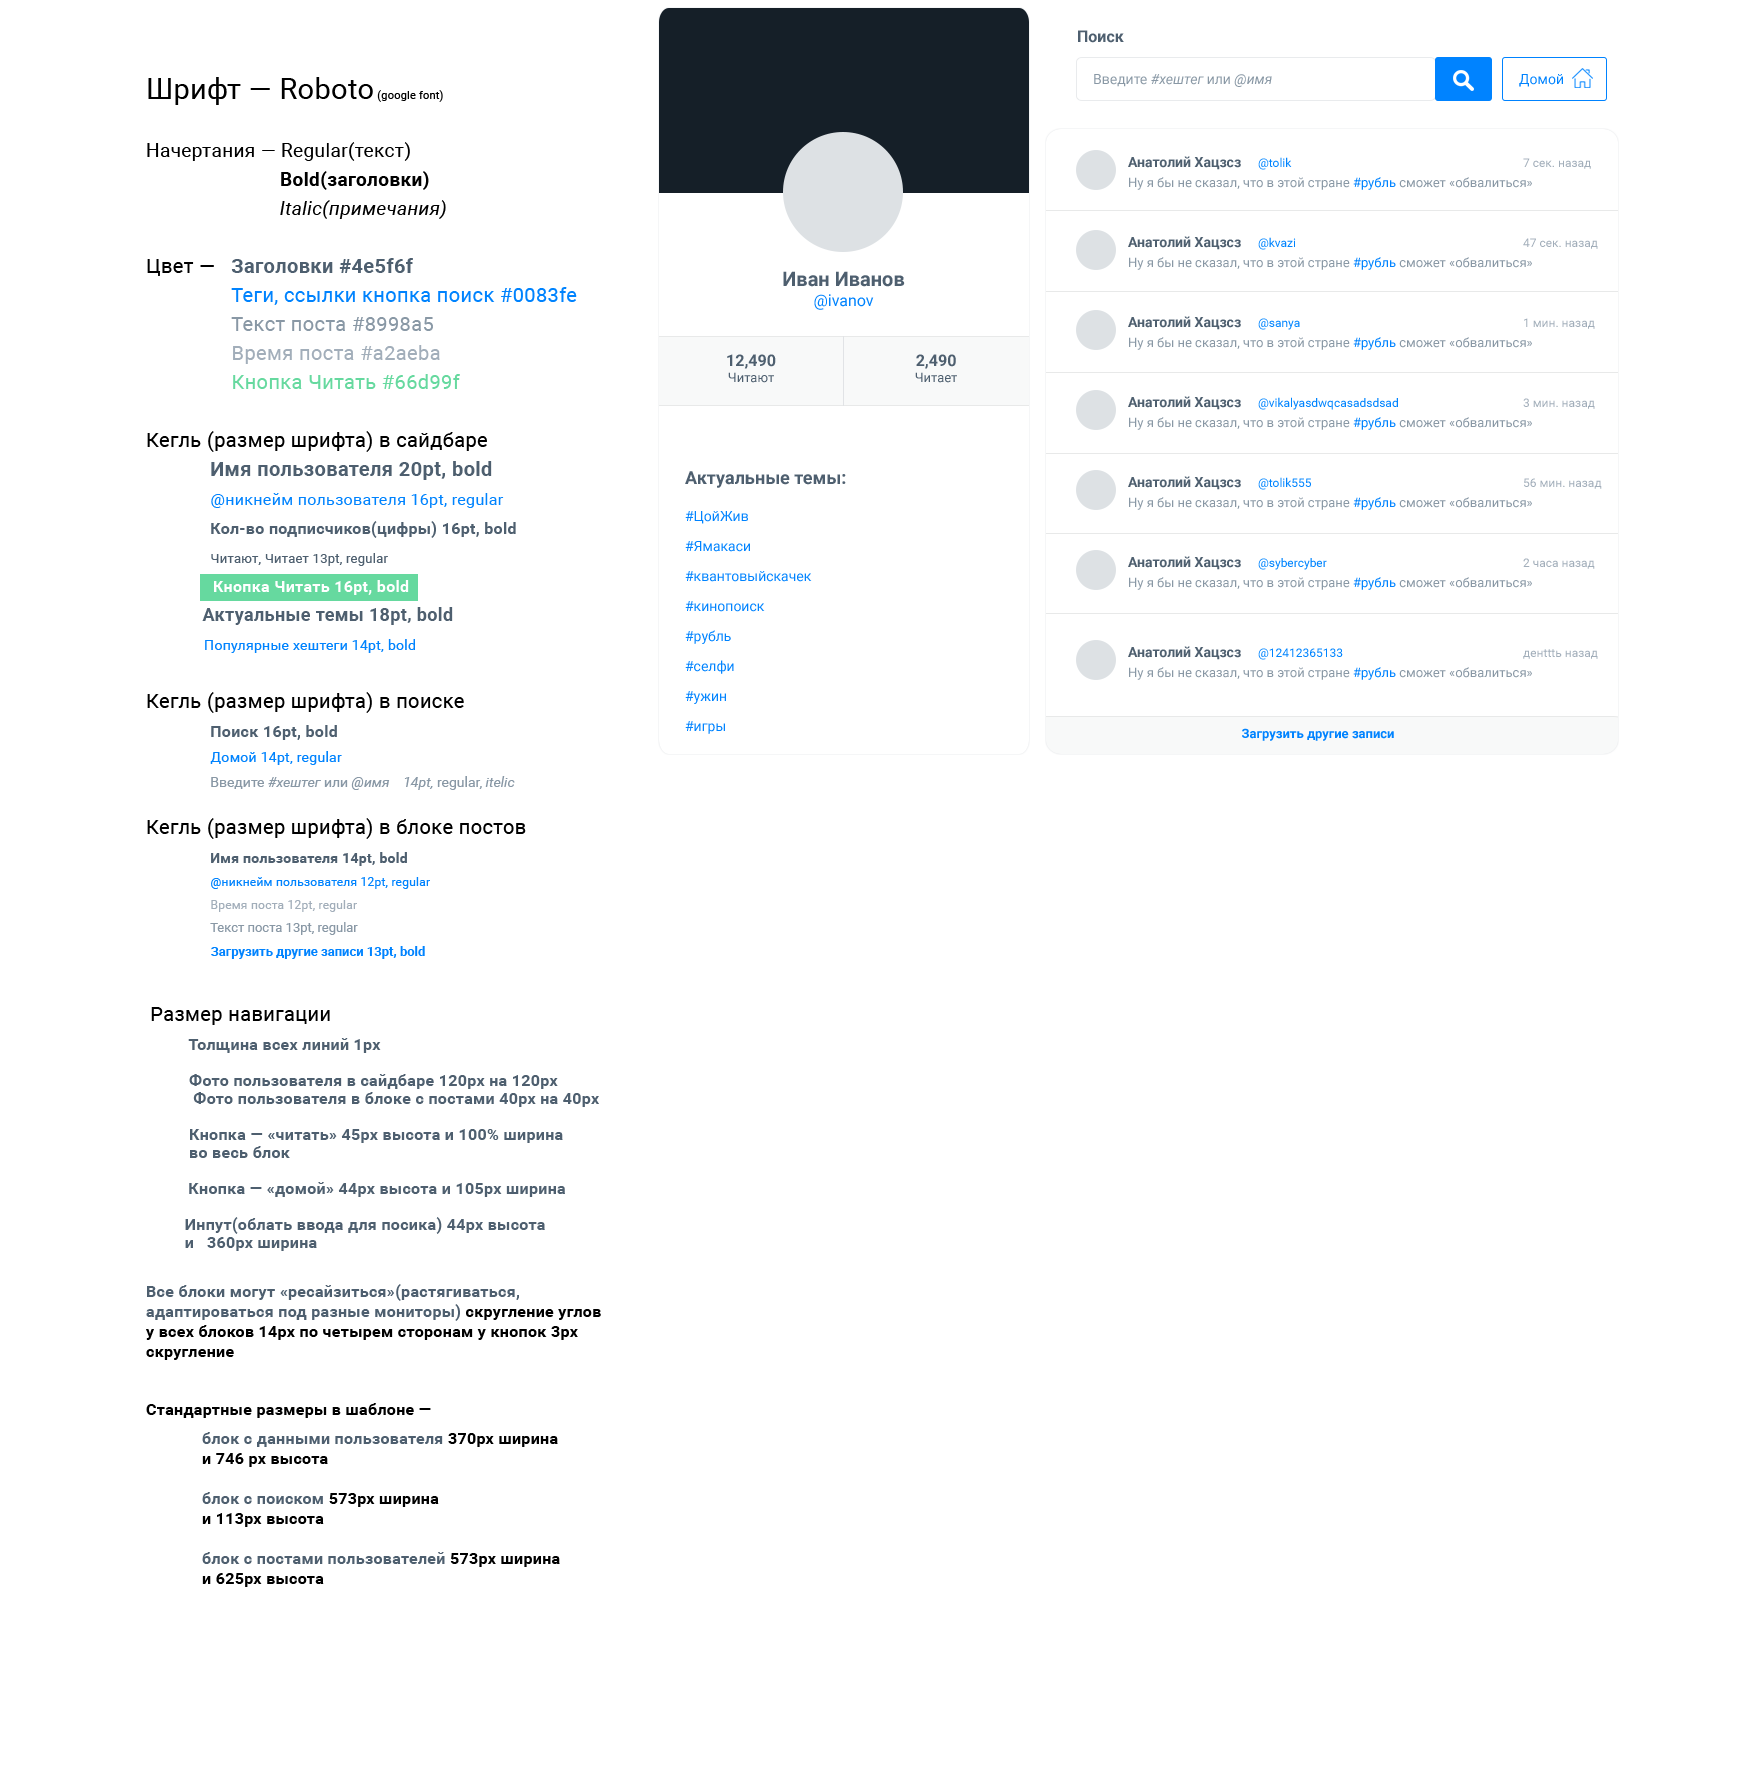 Шрифт — Roboto (google font)
Начертания — Regular(текст)
Bold(заголовки)
Italic(примечания)
Цвет — Заголовки #4e5f6f
Теги, ссылки кнопка поиск #0083fe
Текст поста #8998a5
Время поста #a2aeba
Кнопка Читать #66d99f
Кегль (размер шрифта) в сайдбаре
Имя пользователя 20pt, bold
@никнейм пользователя 16pt, regular
Кол-во подписчиков(цифры) 16pt, bold
Читают, Читает 13pt, regular
Кнопка Читать 16pt, bold
Актуальные темы 18pt, bold
Популярные хештеги 14pt, bold
Кегль (размер шрифта) в поиске
Поиск 16pt, bold
Домой 14pt, regular
Введите #хештег или @имя 14pt, regular, itelic
Кегль (размер шрифта) в блоке постов
Имя пользователя 14pt, bold
@никнейм пользователя 12pt, regular
Время поста 12pt, regular
Текст поста 13pt, regular
Загрузить другие записи 13pt, bold
Размер навигации
Толщина всех линий 1px
Фото пользователя в сайдбаре 120px на 120px
Фото пользователя в блоке с постами 40px на 40px
Кнопка — «читать» 45px высота и 100% ширина
во весь блок
Кнопка — «домой» 44px высота и 105px ширина
Инпут(облать ввода для посика) 44px высота
и 360px ширина
Все блоки могут «ресайзиться»(растягиваться,
адаптироваться под разные мониторы) скругление углов
у всех блоков 14px по четырем сторонам у кнопок 3px
скругление
Стандартные размеры в шаблоне —
блок с данными пользователя 370px ширина
и 746 px высота
блок с поиском 573px ширина
и 113px высота
блок с постами пользователей 573px ширина
и 625px высота
Иван Иванов
@ivanov
12,490
Читают
2,490
Читает
Актуальные темы:
#ЦойЖив
#Ямакаси
#квантовыйскачек
#кинопоиск
#рубль
#селфи
#ужин
#игры
Поиск
Введите #хештег или @имя
Домой
Анатолий Хацзсз @tolik 7 сек. назад
Ну я бы не сказал, что в этой стране #рубль сможет «обвалиться»
Анатолий Хацзсз @kvazi 47 сек. назад
Ну я бы не сказал, что в этой стране #рубль сможет «обвалиться»
Анатолий Хацзсз @sanya 1 мин. назад
Ну я бы не сказал, что в этой стране #рубль сможет «обвалиться»
Анатолий Хацзсз @vikalyasdwqcasadsdsad 3 мин. назад
Ну я бы не сказал, что в этой стране #рубль сможет «обвалиться»
Анатолий Хацзсз @tolik555 56 мин. назад
Ну я бы не сказал, что в этой стране #рубль сможет «обвалиться»
Анатолий Хацзсз @sybercyber 2 часа назад
Ну я бы не сказал, что в этой стране #рубль сможет «обвалиться»
Анатолий Хацзсз @12412365133 денtttь назад
Ну я бы не сказал, что в этой стране #рубль сможет «обвалиться»
Загрузить другие записи